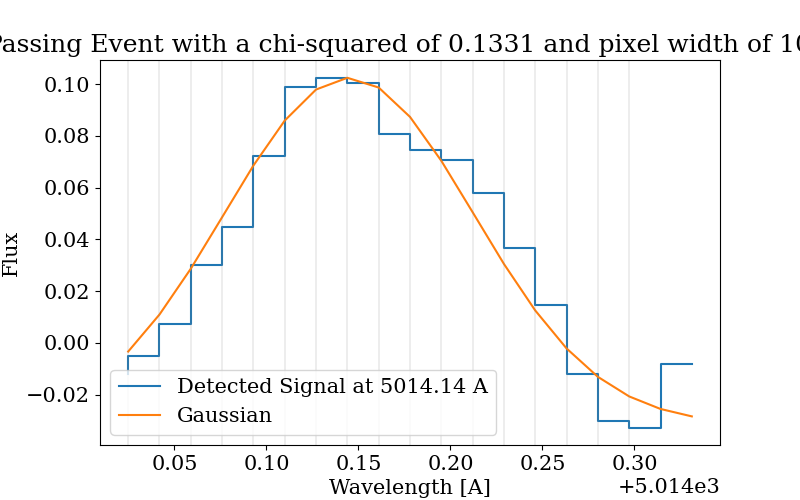 Passing Event with a chi-squared of 0.1331 and pixel width of 10
0.10
0.08
0.06
0.04
0.02
0.00
−0.02
Flux
Detected Signal at 5014.14 A
Gaussian
0.05 0.10 0.15 0.20 0.25 0.30
+5.014e3
Wavelength [A]